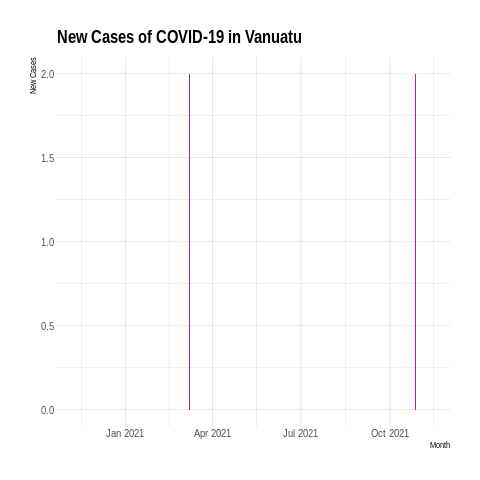 New Cases of COVID-19 in Vanuatu
New Cases
2.0
1.5
1.0
0.5
0.0
Jan 2021 Apr 2021 Jul 2021 Oct 2021
Month